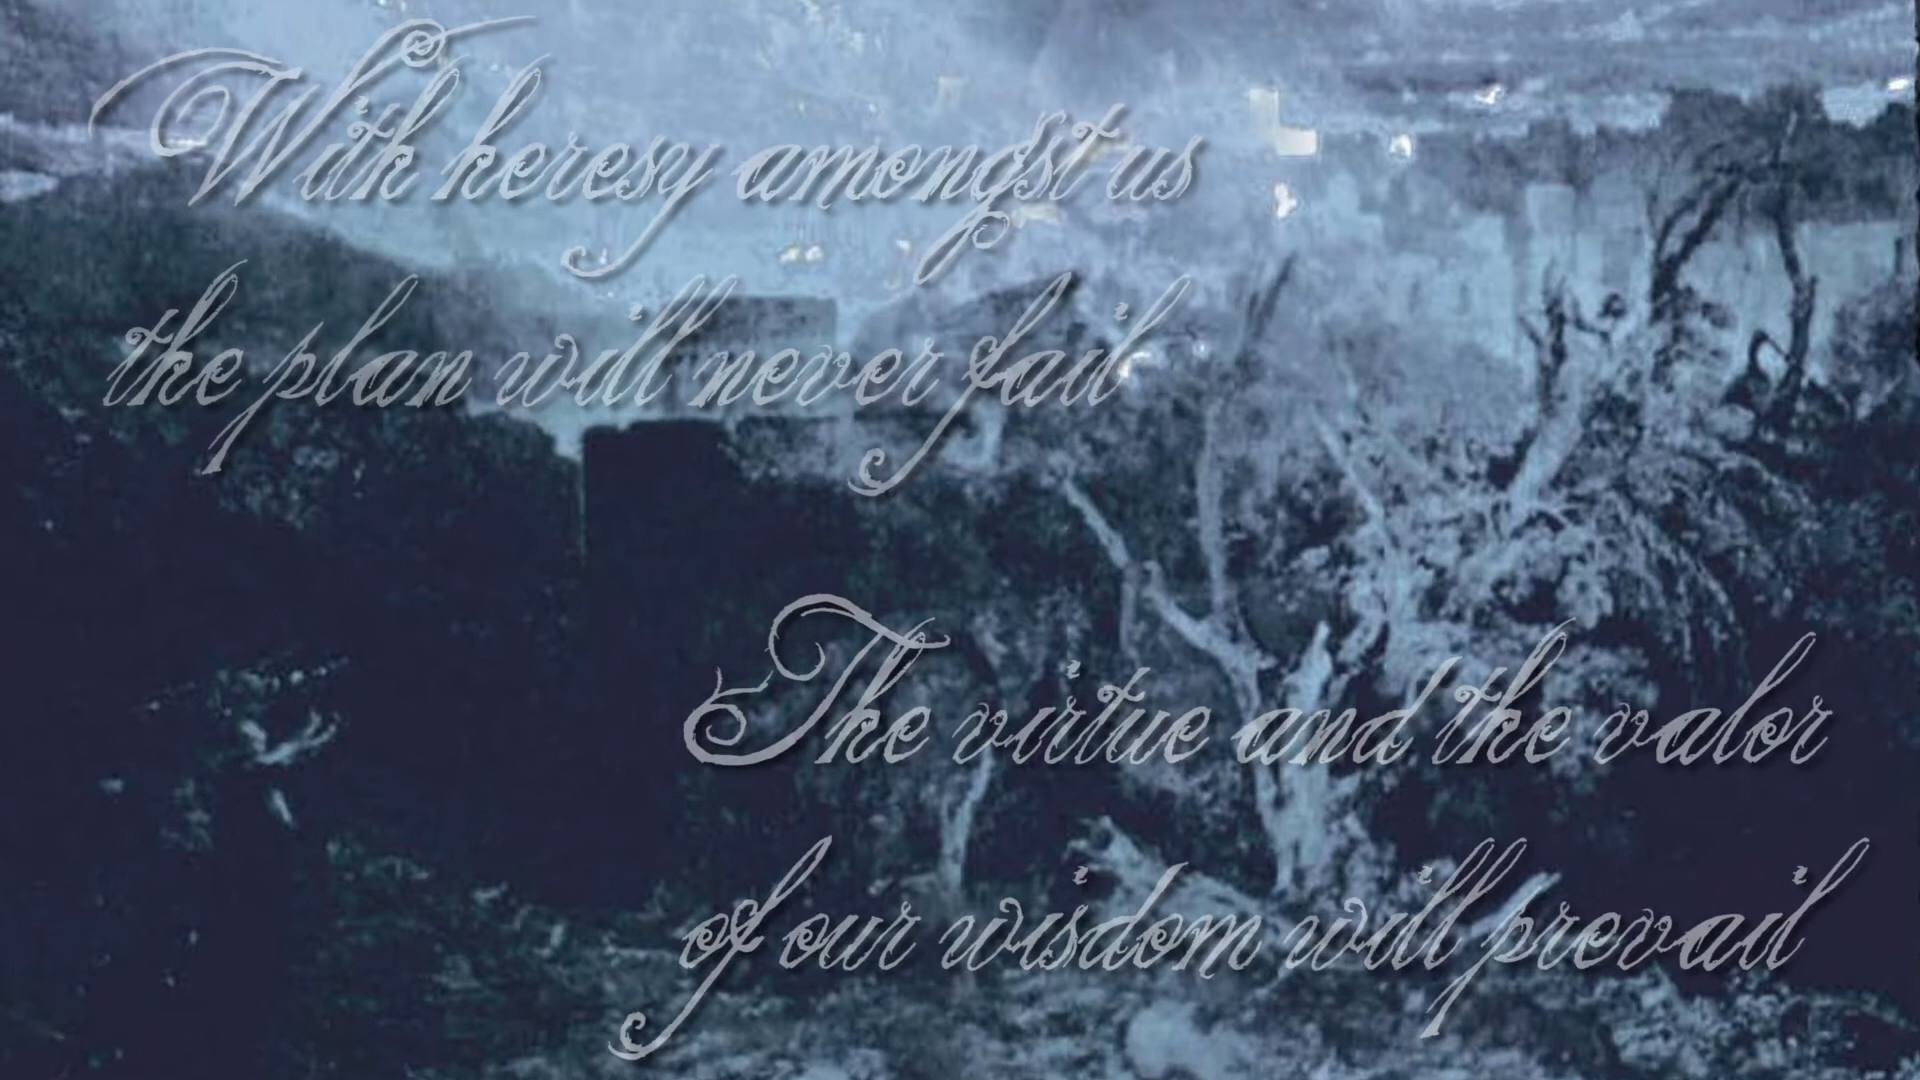 With heresy amongst us
the plan will never fail
The virtue and the valor
of our wisdom will prevail